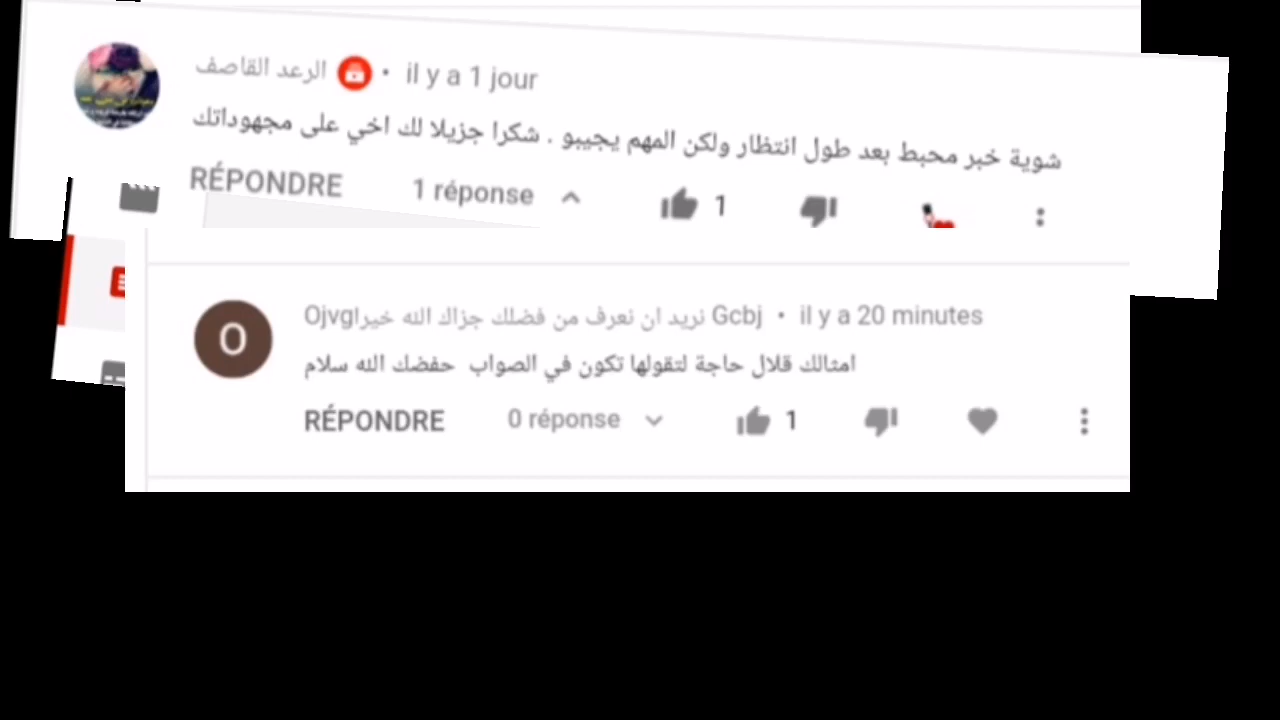 الرعد القاصف • il y a 1 jour
شوية خبر محبط بعد طول انتظار ولكن المهم يجيبو . شكرا جزيلا لك اخي على مجهوداتك
RÉPONDRE 1 réponse 1
O
Ojvgنريد ان نعرف من فضلك جزاك الله خيرا Gcbj • il y a 20 minutes
امثالك قلال حاجة لتقولها تكون في الصواب حفضك الله سلام
RÉPONDRE 0 réponse 1